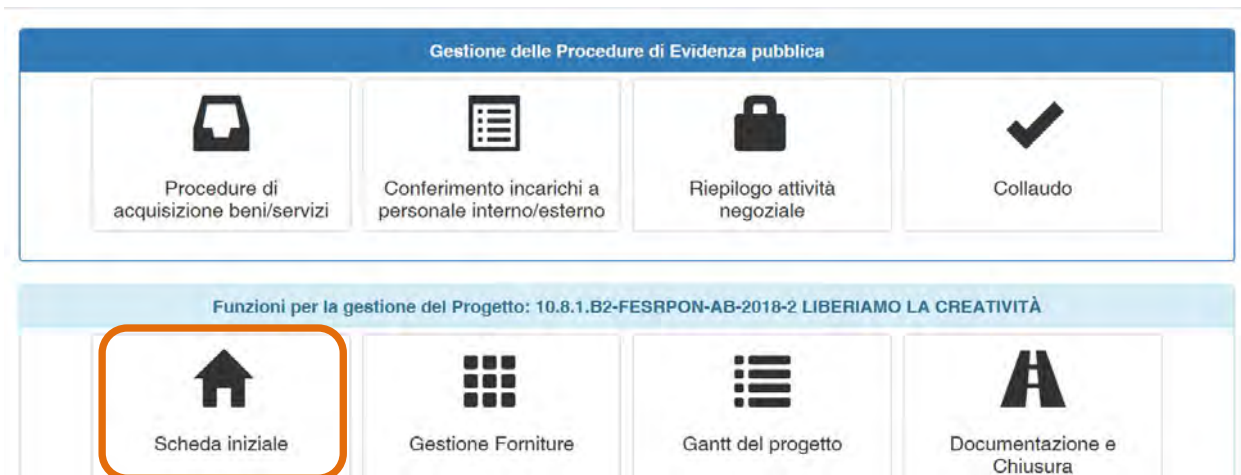 Gestione delle Procedure di Evidenza pubblica
Procedure di
acquisizione beni/servizi
Conferimento incarichi a
personale interno/esterno
Riepilogo attività
negoziale
Collaudo
Funzioni per la gestione del Progetto: 10.8.1.B2-FESRPON-AB-2018-2 LIBERIAMO LA CREATIVITÀ
Scheda iniziale
Gestione Forniture
Gantt del progetto
Documentazione e
Chiusura